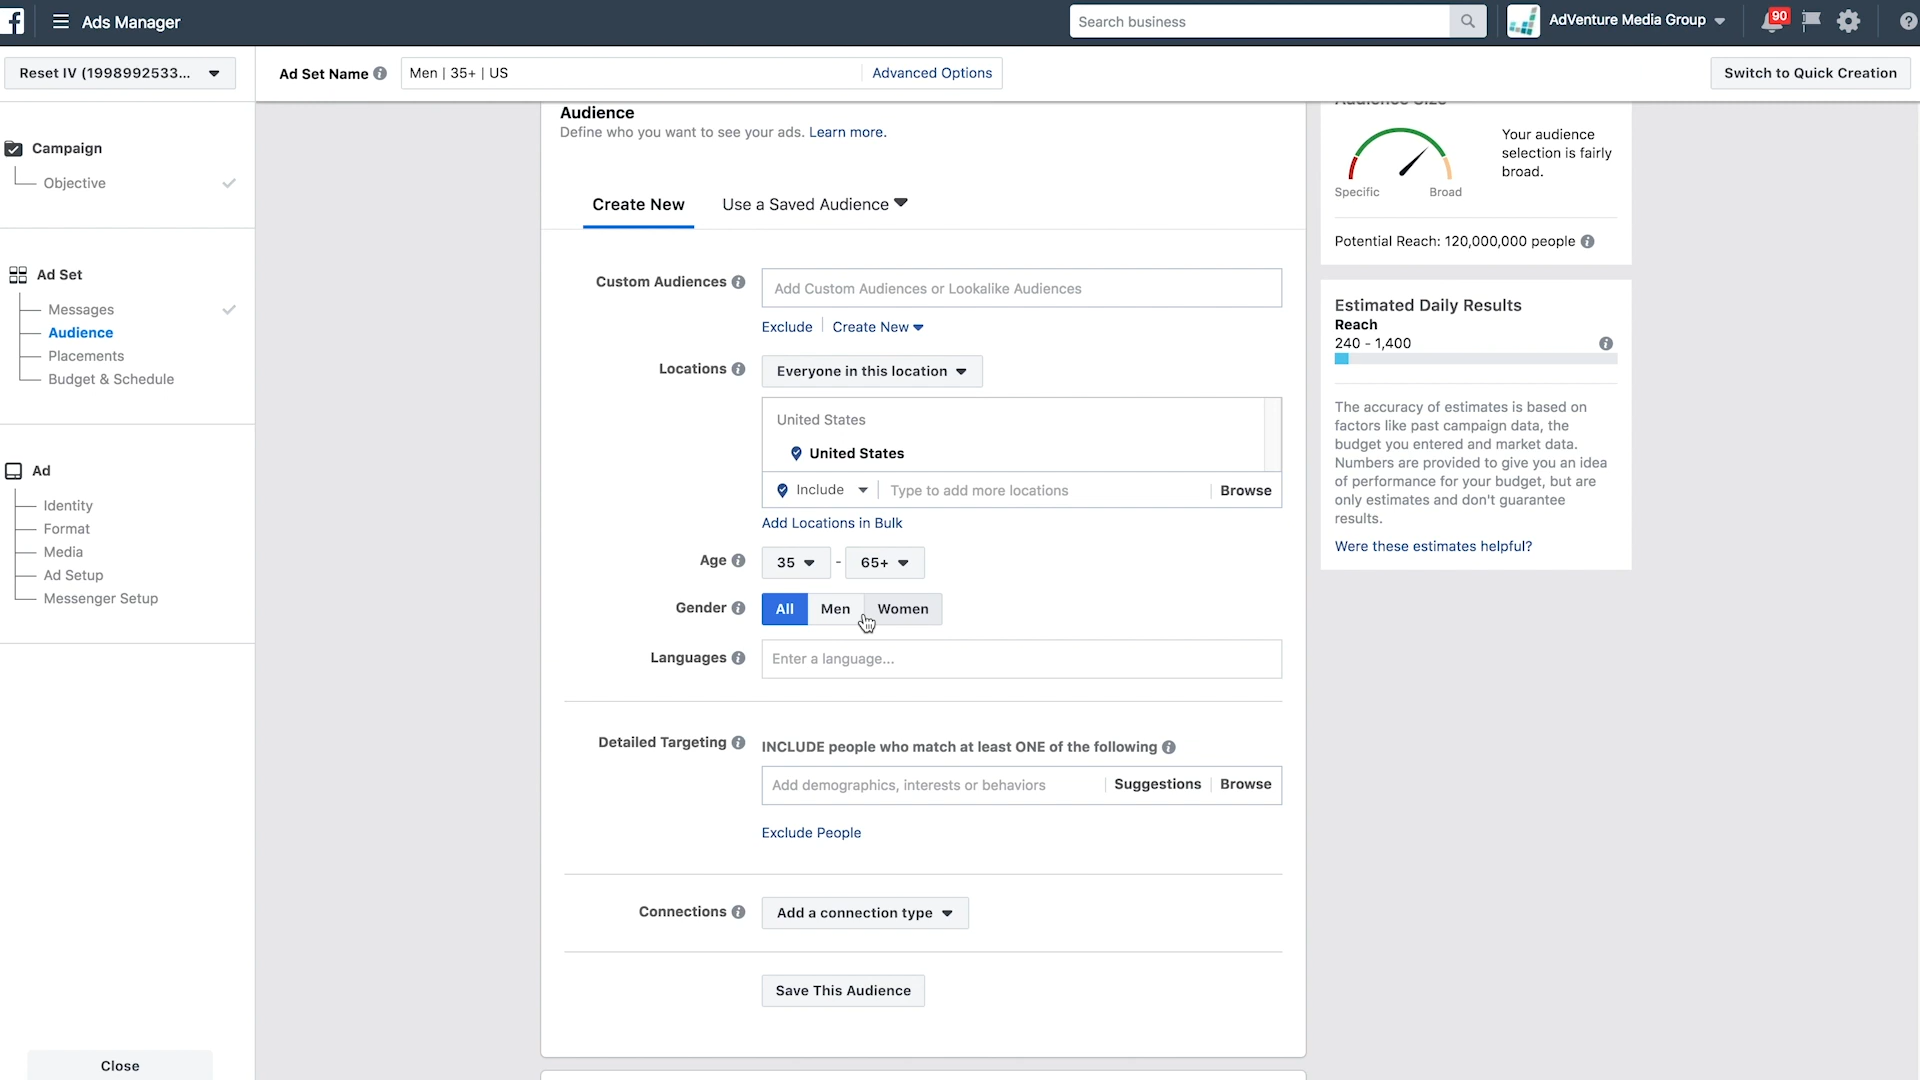 Ads Manager
Search business
AdVenture Media Group
90
Reset IV (1998992533...
Ad Set Name
Men | 35+ | US
Advanced Options
Switch to Quick Creation
Campaign
Objective
Ad Set
Messages
Audience
Placements
Budget & Schedule
Ad
Identity
Format
Media
Ad Setup
Messenger Setup
Close
Audience
Define who you want to see your ads. Learn more.
Create New
Use a Saved Audience
Custom Audiences
Add Custom Audiences or Lookalike Audiences
Exclude
Create New
Locations
Everyone in this location
United States
United States
Include
Type to add more locations
Browse
Add Locations in Bulk
Age
35
-
65+
Gender
All
Men
Women
Languages
Enter a language...
Detailed Targeting
INCLUDE people who match at least ONE of the following
Add demographics, interests or behaviors
Suggestions
Browse
Exclude People
Connections
Add a connection type
Save This Audience
Audience Size
Specific
Broad
Your audience
selection is fairly
broad.
Potential Reach: 120,000,000 people
Estimated Daily Results
Reach
240 - 1,400
The accuracy of estimates is based on
factors like past campaign data, the
budget you entered and market data.
Numbers are provided to give you an idea
of performance for your budget, but are
only estimates and don't guarantee
results.
Were these estimates helpful?